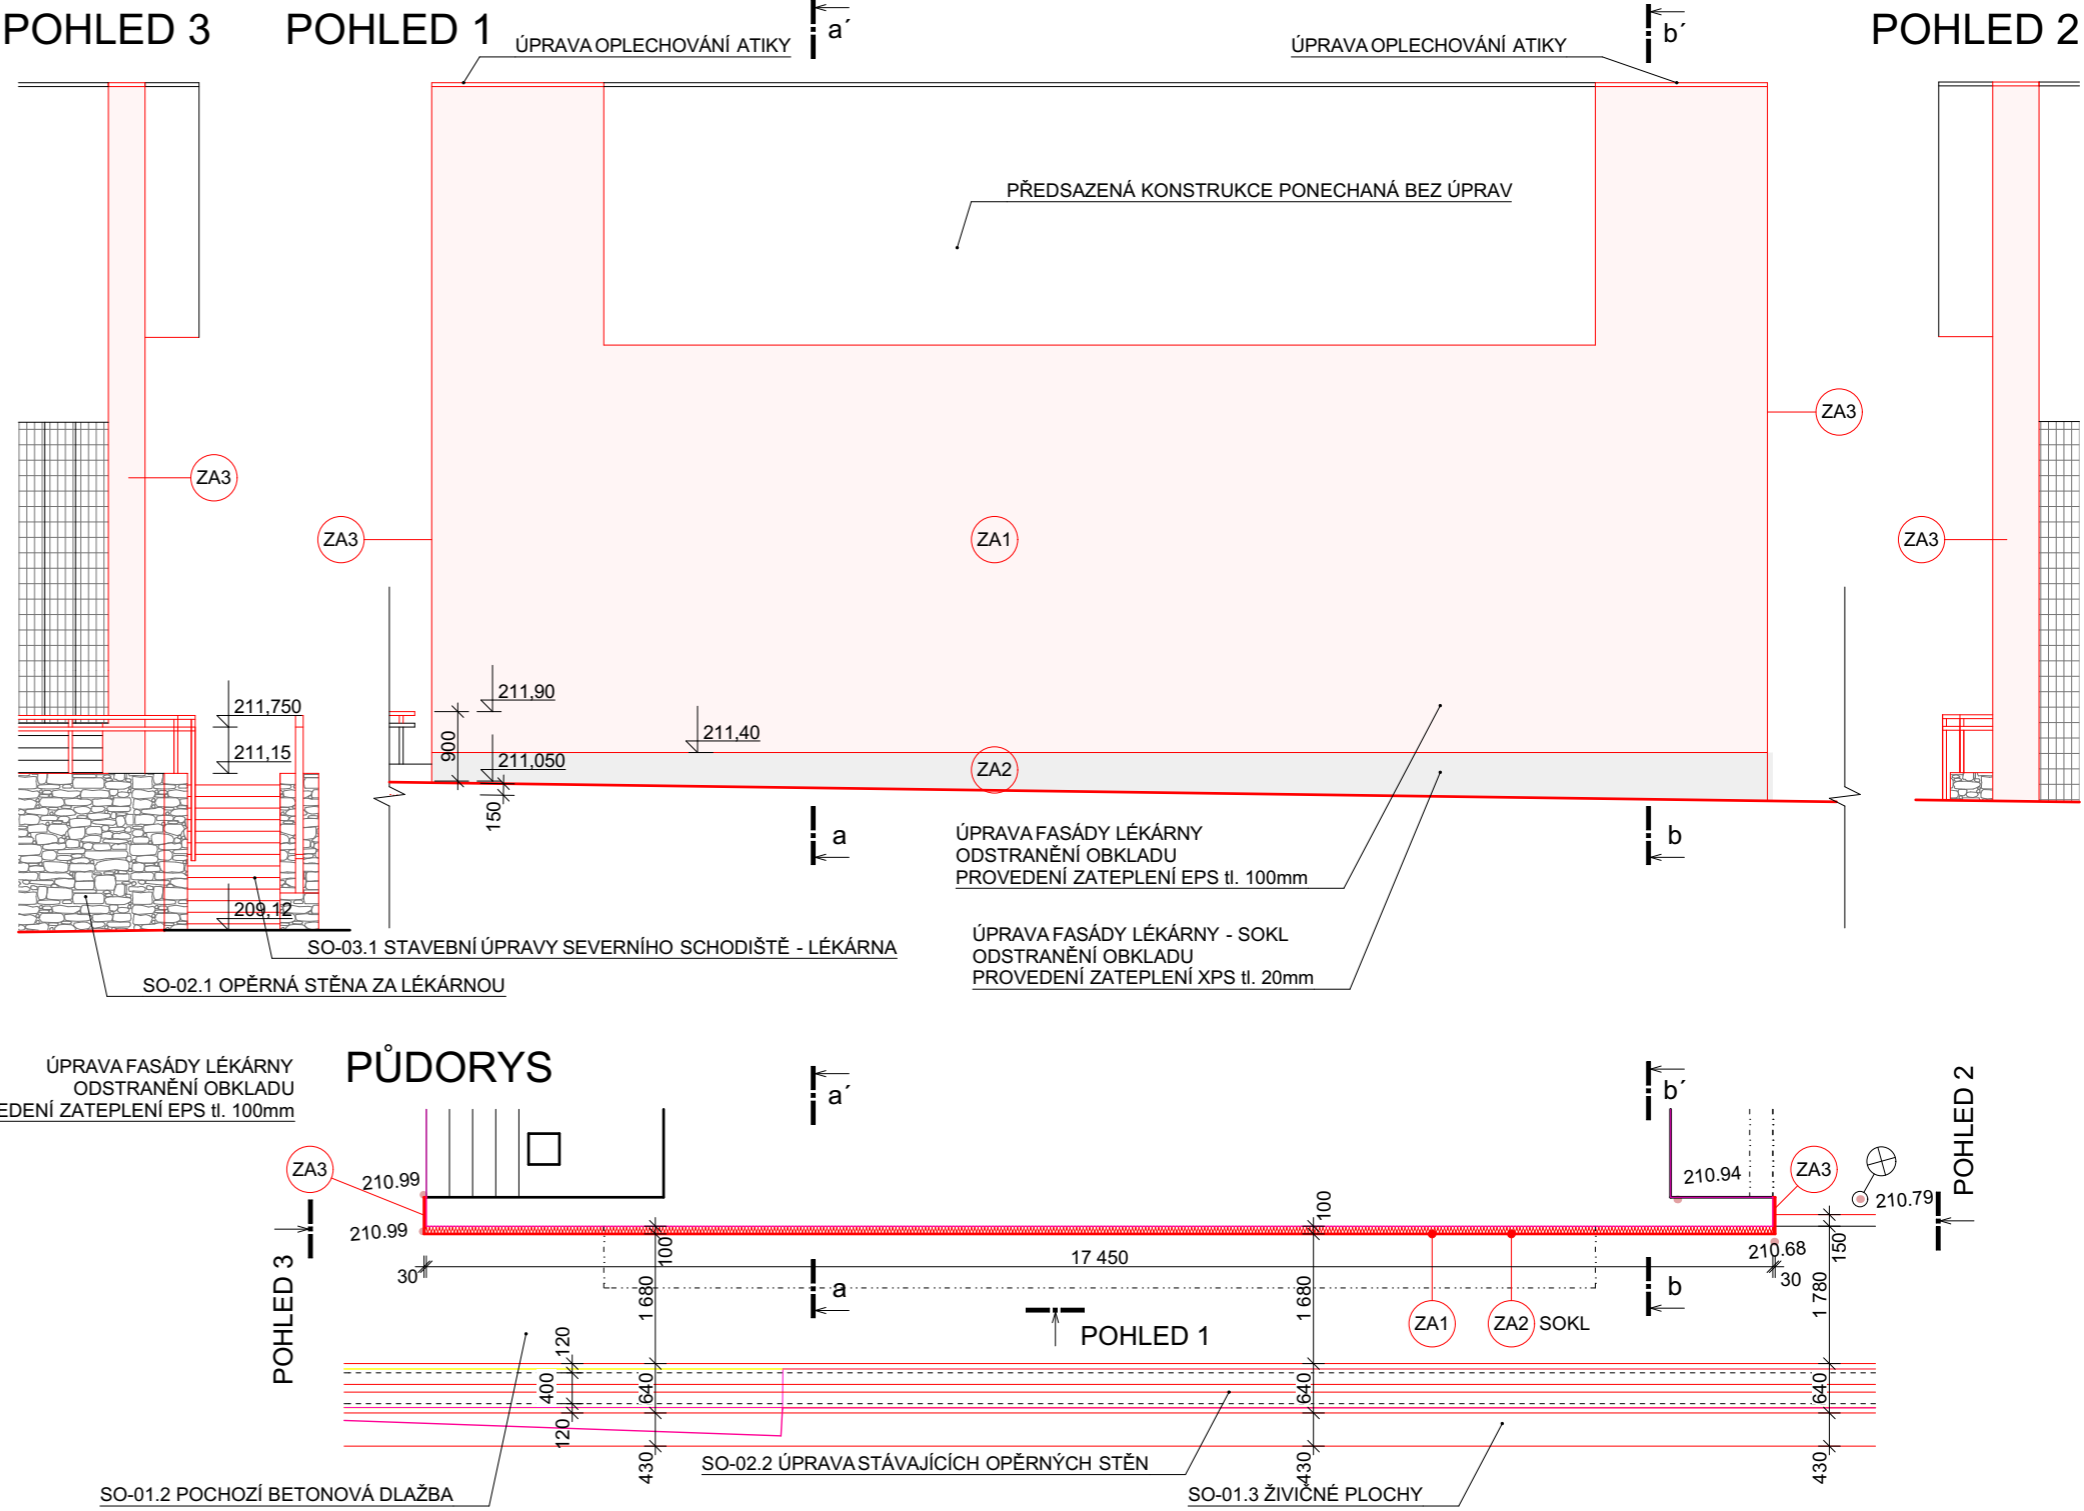 POHLED 3
POHLED 1
ÚPRAVA OPLECHOVÁNÍ ATIKY
a´
ÚPRAVA OPLECHOVÁNÍ ATIKY
b´
POHLED 2
PŘEDSAZENÁ KONSTRUKCE PONECHANÁ BEZ ÚPRAV
ZA3
ZA3
ZA3
ZA1
ZA3
211,750
211,15
209,12
211,90
900
211,050
150
211,40
ZA2
a
b
ÚPRAVA FASÁDY LÉKÁRNY
ODSTRANĚNÍ OBKLADU
PROVEDENÍ ZATEPLENÍ EPS tl. 100mm
ÚPRAVA FASÁDY LÉKÁRNY - SOKL
ODSTRANĚNÍ OBKLADU
PROVEDENÍ ZATEPLENÍ XPS tl. 20mm
SO-03.1 STAVEBNÍ ÚPRAVY SEVERNÍHO SCHODIŠTĚ - LÉKÁRNA
SO-02.1 OPĚRNÁ STĚNA ZA LÉKÁRNOU
ÚPRAVA FASÁDY LÉKÁRNY
ODSTRANĚNÍ OBKLADU
EDENÍ ZATEPLENÍ EPS tl. 100mm
PŮDORYS
a´
b´
POHLED 2
ZA3
210.99
210.99
210.94
ZA3
210.79
100
100
17 450
210.68
150
30
30
POHLED 3
1 680
a
1 680
b
1 780
POHLED 1
ZA1
ZA2
SOKL
120
400
120
640
640
640
430
430
430
SO-02.2 ÚPRAVA STÁVAJÍCÍCH OPĚRNÝCH STĚN
SO-01.2 POCHOZÍ BETONOVÁ DLAŽBA
SO-01.3 ŽIVIČNÉ PLOCHY